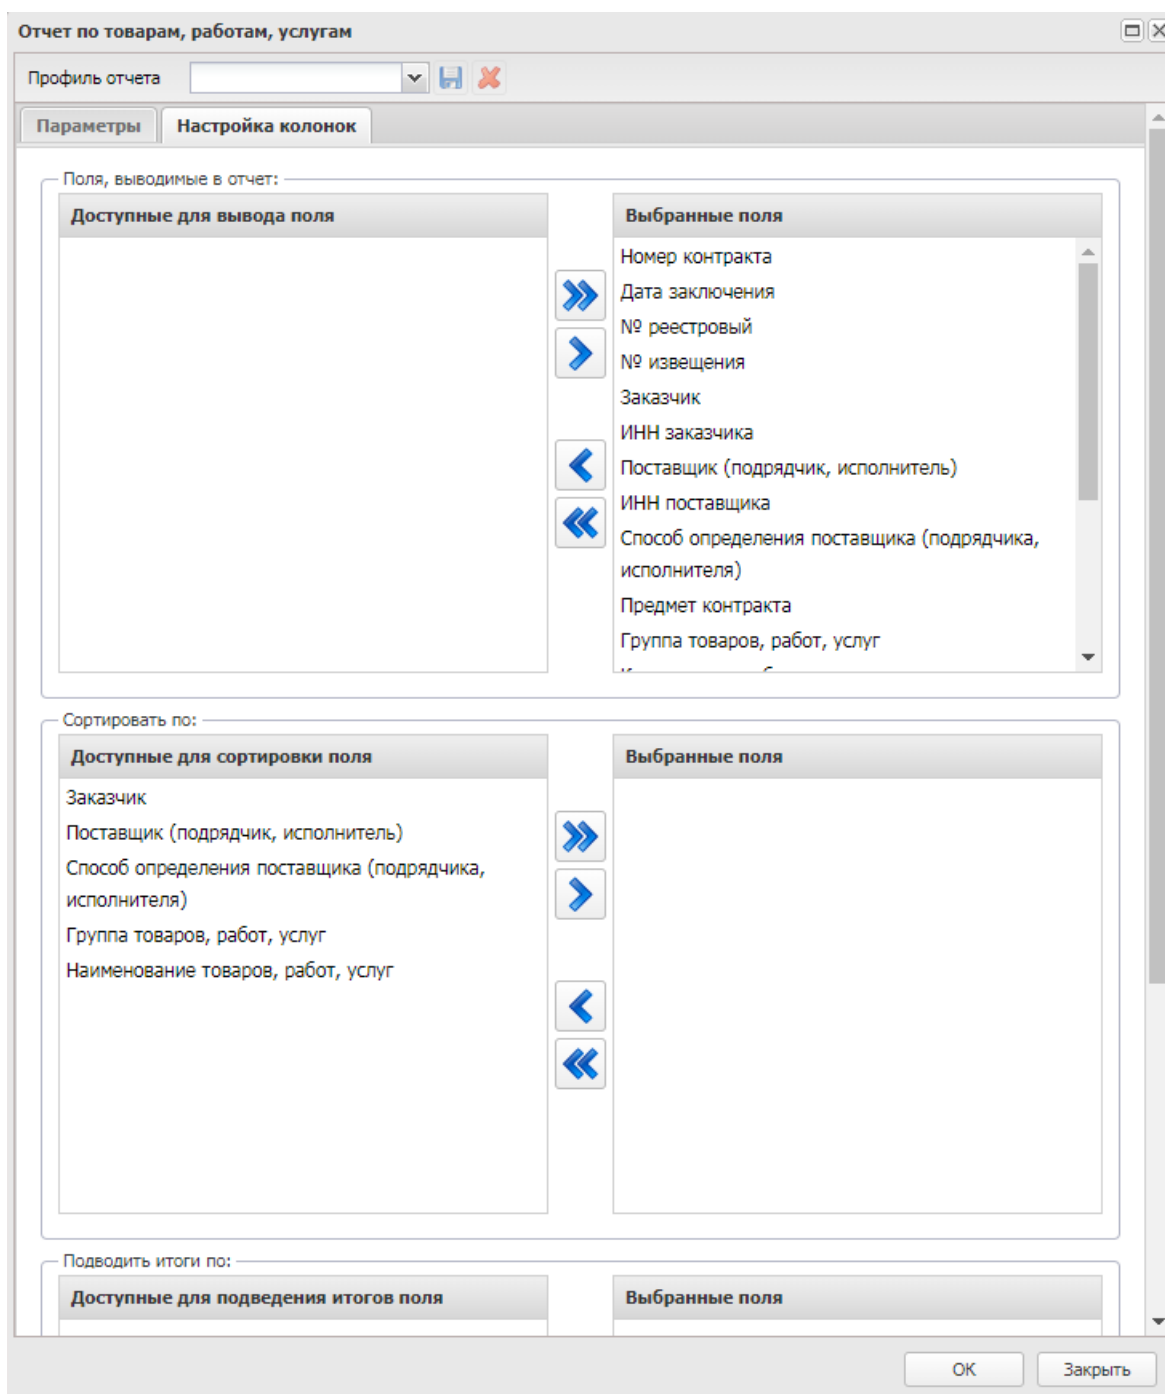 Отчет по товарам, работам, услугам
Профиль отчета
Параметры
Настройка колонок
Поля, выводимые в отчет:
Доступные для вывода поля
Выбранные поля
Номер контракта
Дата заключения
№ реестровый
№ извещения
Заказчик
ИНН заказчика
Поставщик (подрядчик, исполнитель)
ИНН поставщика
Способ определения поставщика (подрядчика,
исполнителя)
Предмет контракта
Группа товаров, работ, услуг
Сортировать по:
Доступные для сортировки поля
Выбранные поля
Заказчик
Поставщик (подрядчик, исполнитель)
Способ определения поставщика (подрядчика,
исполнителя)
Группа товаров, работ, услуг
Наименование товаров, работ, услуг
Подводить итоги по:
Доступные для подведения итогов поля
Выбранные поля
ОК
Закрыть